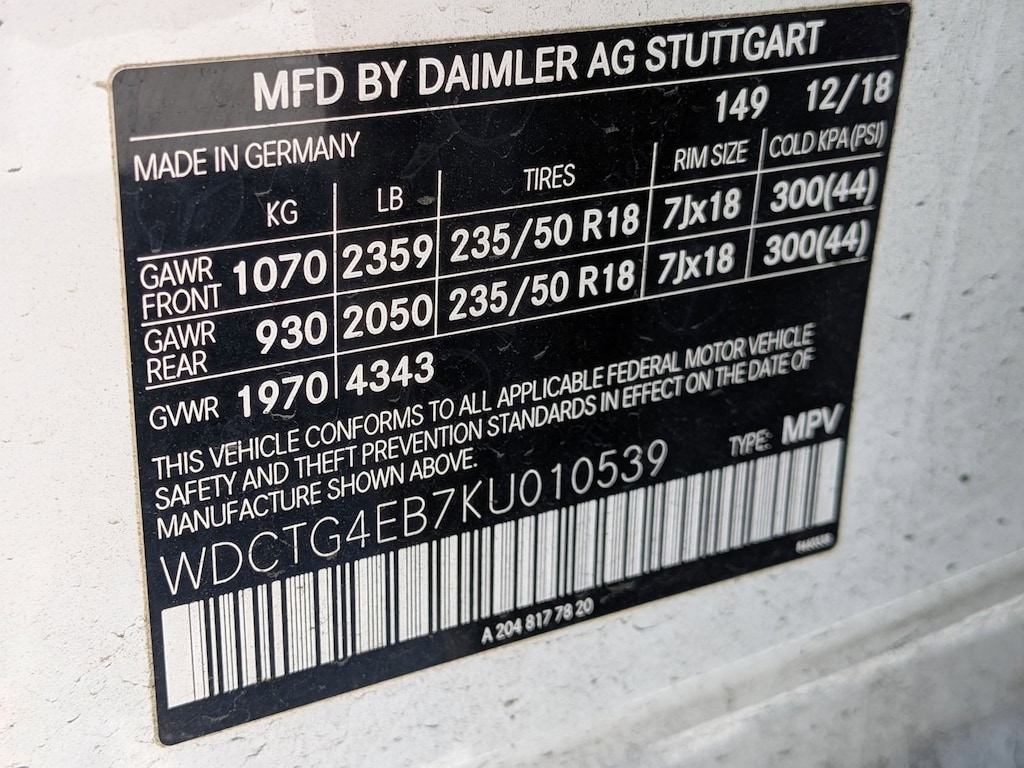 MFD BY DAIMLER AG STUTTGART
149 12/18
MADE IN GERMANY
KG LB TIRES RIM SIZE COLD KPA(PSI)
GAWR FRONT 1070 2359 235/50 R18 7Jx18 300(44)
GAWR REAR 930 2050 235/50 R18 7Jx18 300(44)
GVWR 1970 4343
THIS VEHICLE CONFORMS TO ALL APPLICABLE FEDERAL MOTOR VEHICLE
SAFETY AND THEFT PREVENTION STANDARDS IN EFFECT ON THE DATE OF
MANUFACTURE SHOWN ABOVE.
WDCTG4EB7KU010539 TYPE: MPV
A 204 817 78 20